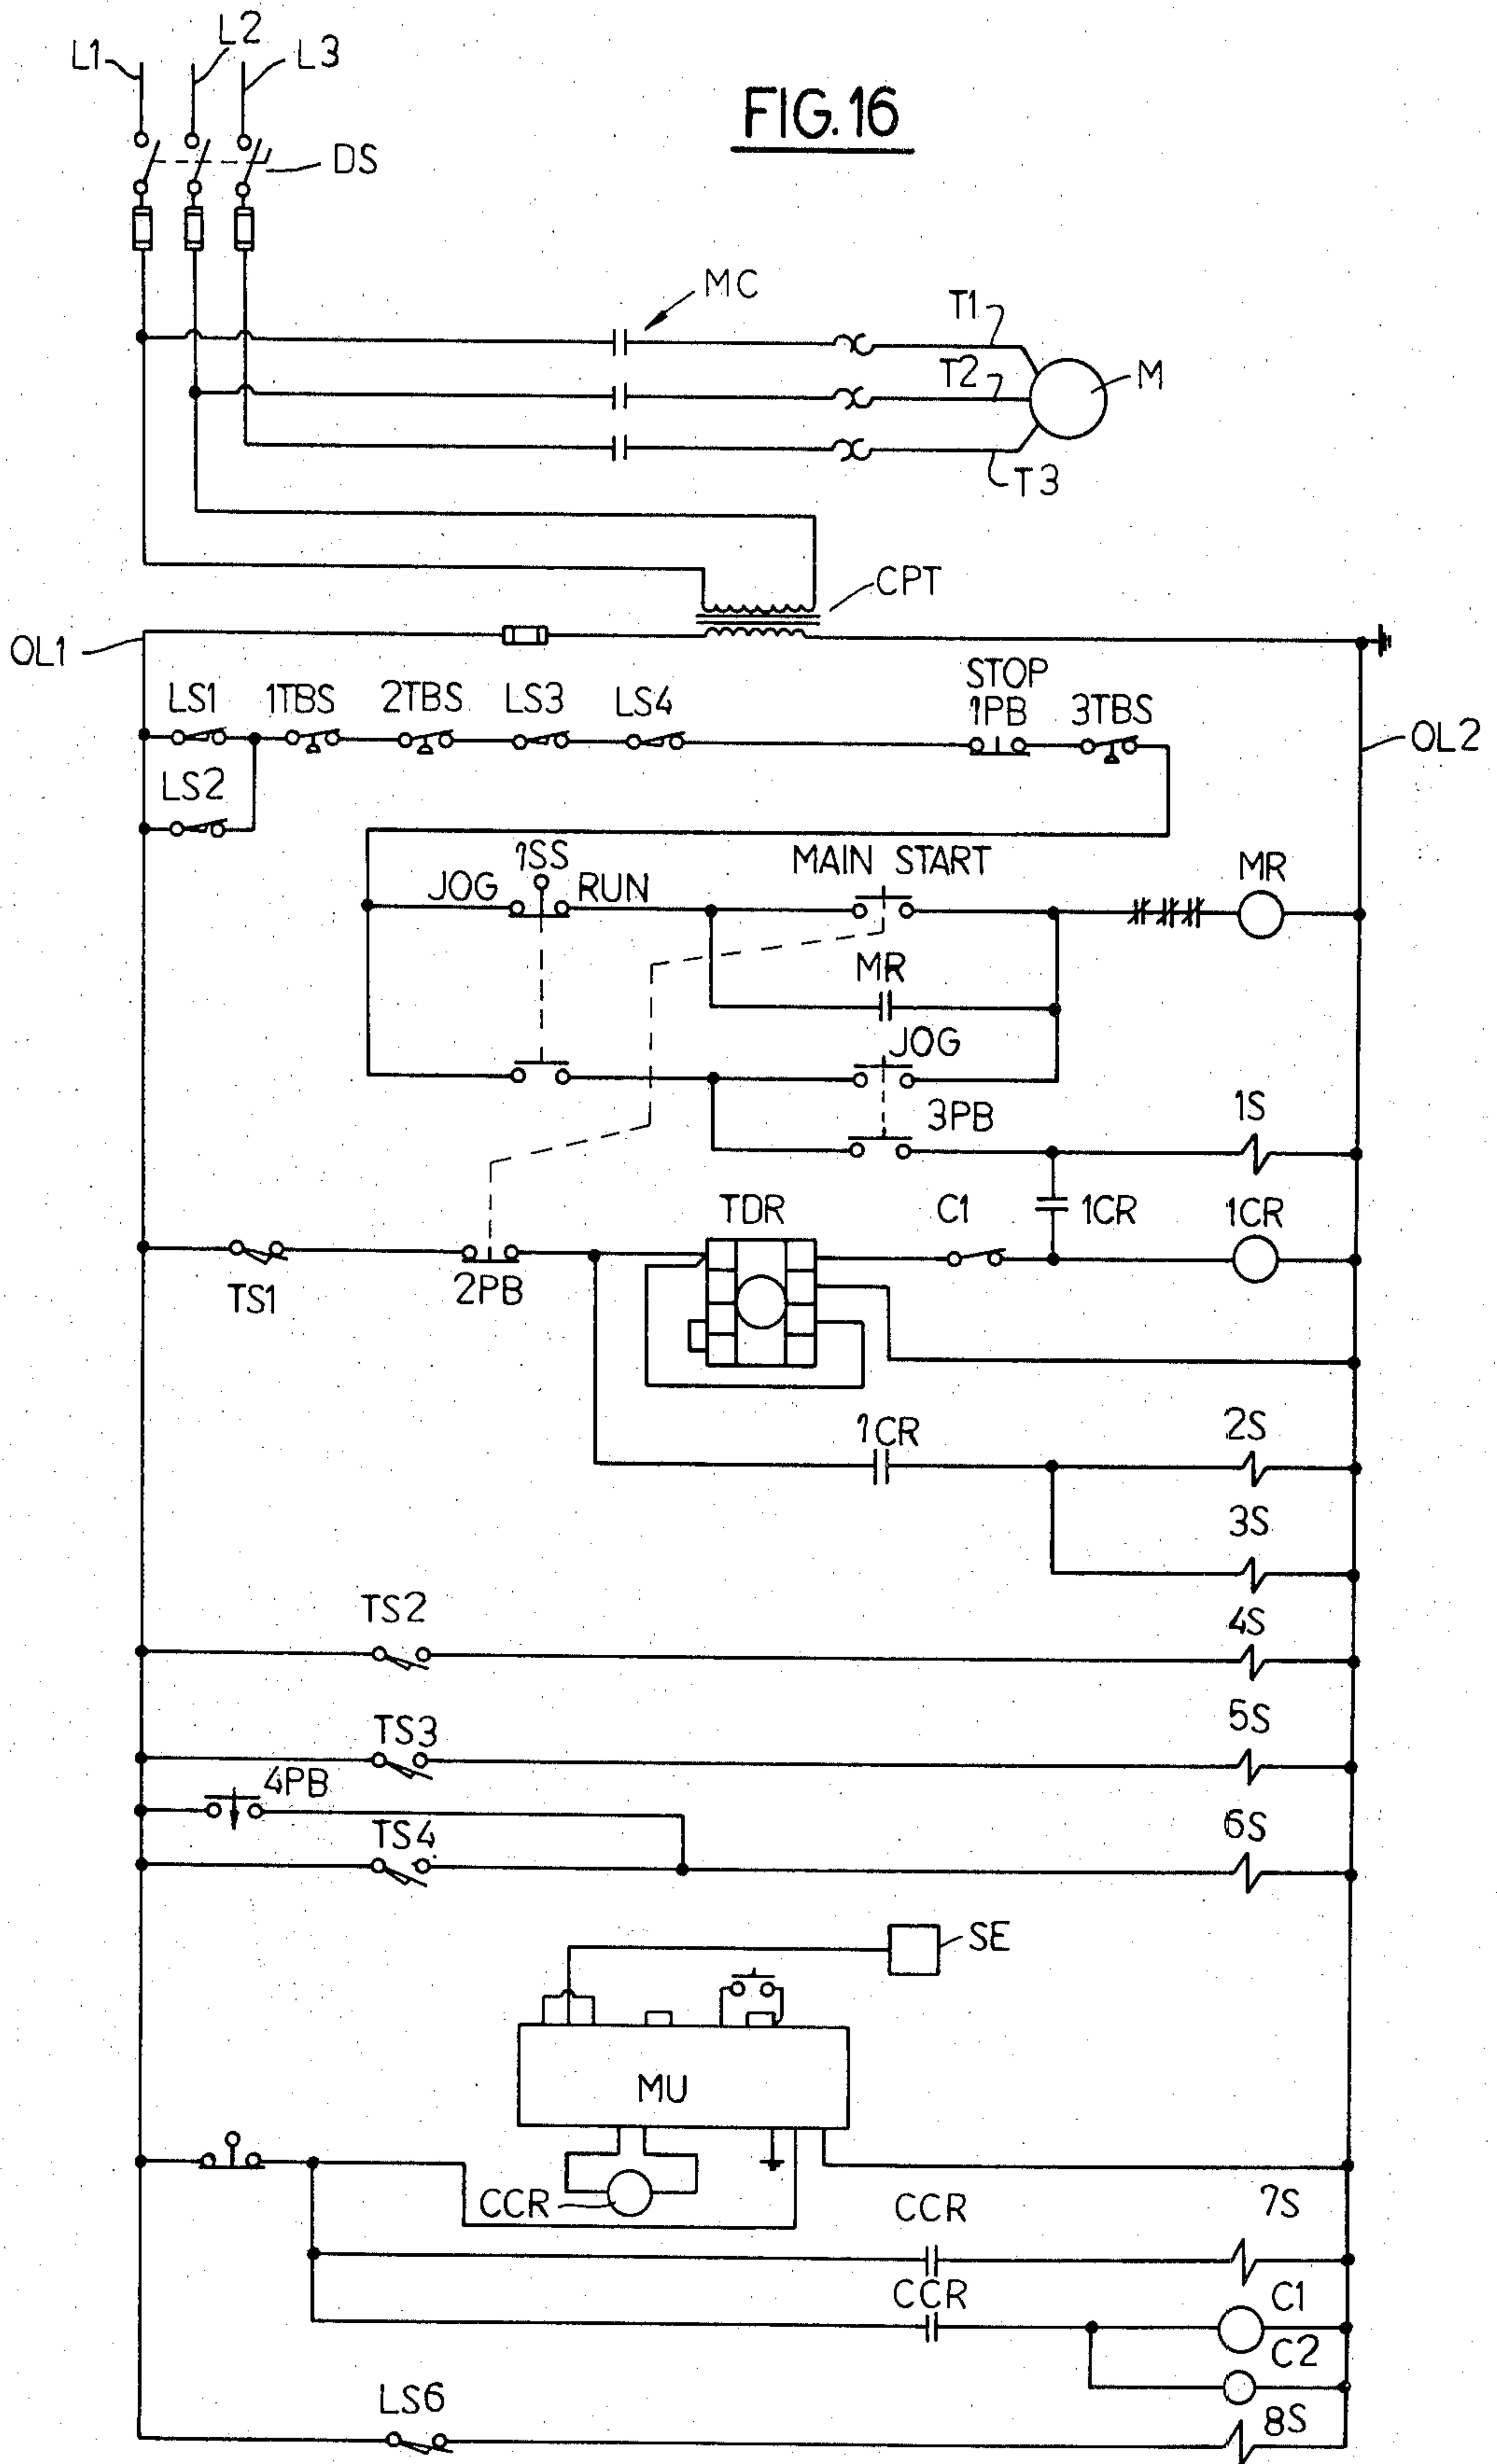 L1 L2 L3
FIG.16
DS
MC
T1
T2
M
T3
CPT
OL1
LS1 1TBS 2TBS LS3 LS4 STOP 1PB 3TBS
OL2
LS2
1SS
JOG RUN
MAIN START
MR
MR
JOG
3PB
1S
TDR
C1
1CR
1CR
TS1
2PB
1CR
2S
3S
TS2
4S
TS3
5S
4PB
TS4
6S
SE
MU
CCR
CCR
7S
CCR
C1
C2
LS6
8S